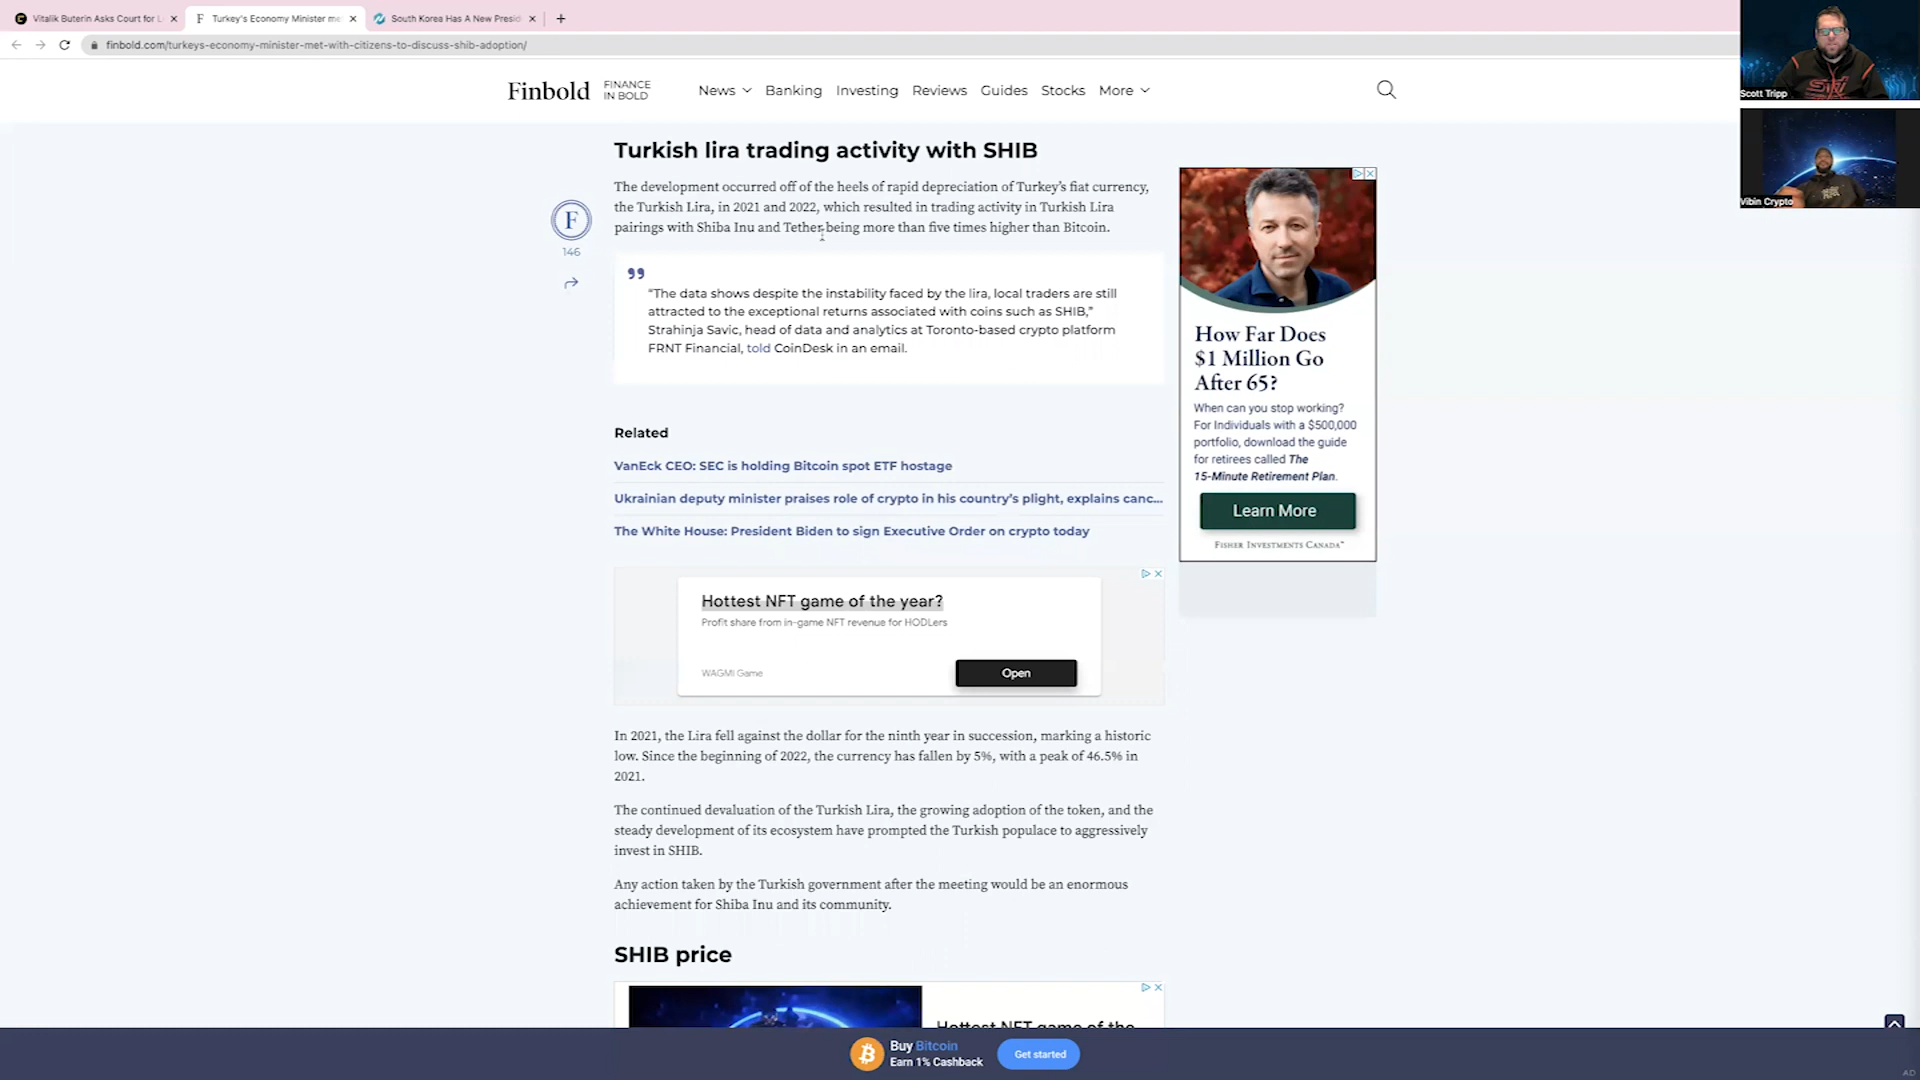 Vitalik Buterin Asks Court for L
Turkey's Economy Minister me
South Korea Has A New Presid
finbold.com/turkeys-economy-minister-met-with-citizens-to-discuss-shib-adoption/
Scott Tripp
Vibin Crypto
Finbold
FINANCE
IN BOLD
News
Banking
Investing
Reviews
Guides
Stocks
More
F
146
Turkish lira trading activity with SHIB
The development occurred off of the heels of rapid depreciation of Turkey's fiat currency,
the Turkish Lira, in 2021 and 2022, which resulted in trading activity in Turkish Lira
pairings with Shiba Inu and Tether being more than five times higher than Bitcoin.
"The data shows despite the instability faced by the lira, local traders are still
attracted to the exceptional returns associated with coins such as SHIB,"
Strahinja Savic, head of data and analytics at Toronto-based crypto platform
FRNT Financial, told CoinDesk in an email.
Related
VanEck CEO: SEC is holding Bitcoin spot ETF hostage
Ukrainian deputy minister praises role of crypto in his country's plight, explains canc...
The White House: President Biden to sign Executive Order on crypto today
Hottest NFT game of the year?
Profit share from in-game NFT revenue for HODLers
WAGMI Game
Open
In 2021, the Lira fell against the dollar for the ninth year in succession, marking a historic
low. Since the beginning of 2022, the currency has fallen by 5%, with a peak of 46.5% in
2021.
The continued devaluation of the Turkish Lira, the growing adoption of the token, and the
steady development of its ecosystem have prompted the Turkish populace to aggressively
invest in SHIB.
Any action taken by the Turkish government after the meeting would be an enormous
achievement for Shiba Inu and its community.
SHIB price
Hottest NFT game of the
How Far Does
$1 Million Go
After 65?
When can you stop working?
For Individuals with a $500,000
portfolio, download the guide
for retirees called The
15-Minute Retirement Plan.
Learn More
FISHER INVESTMENTS CANADA™
Buy Bitcoin
Earn 1% Cashback
Get started
AD